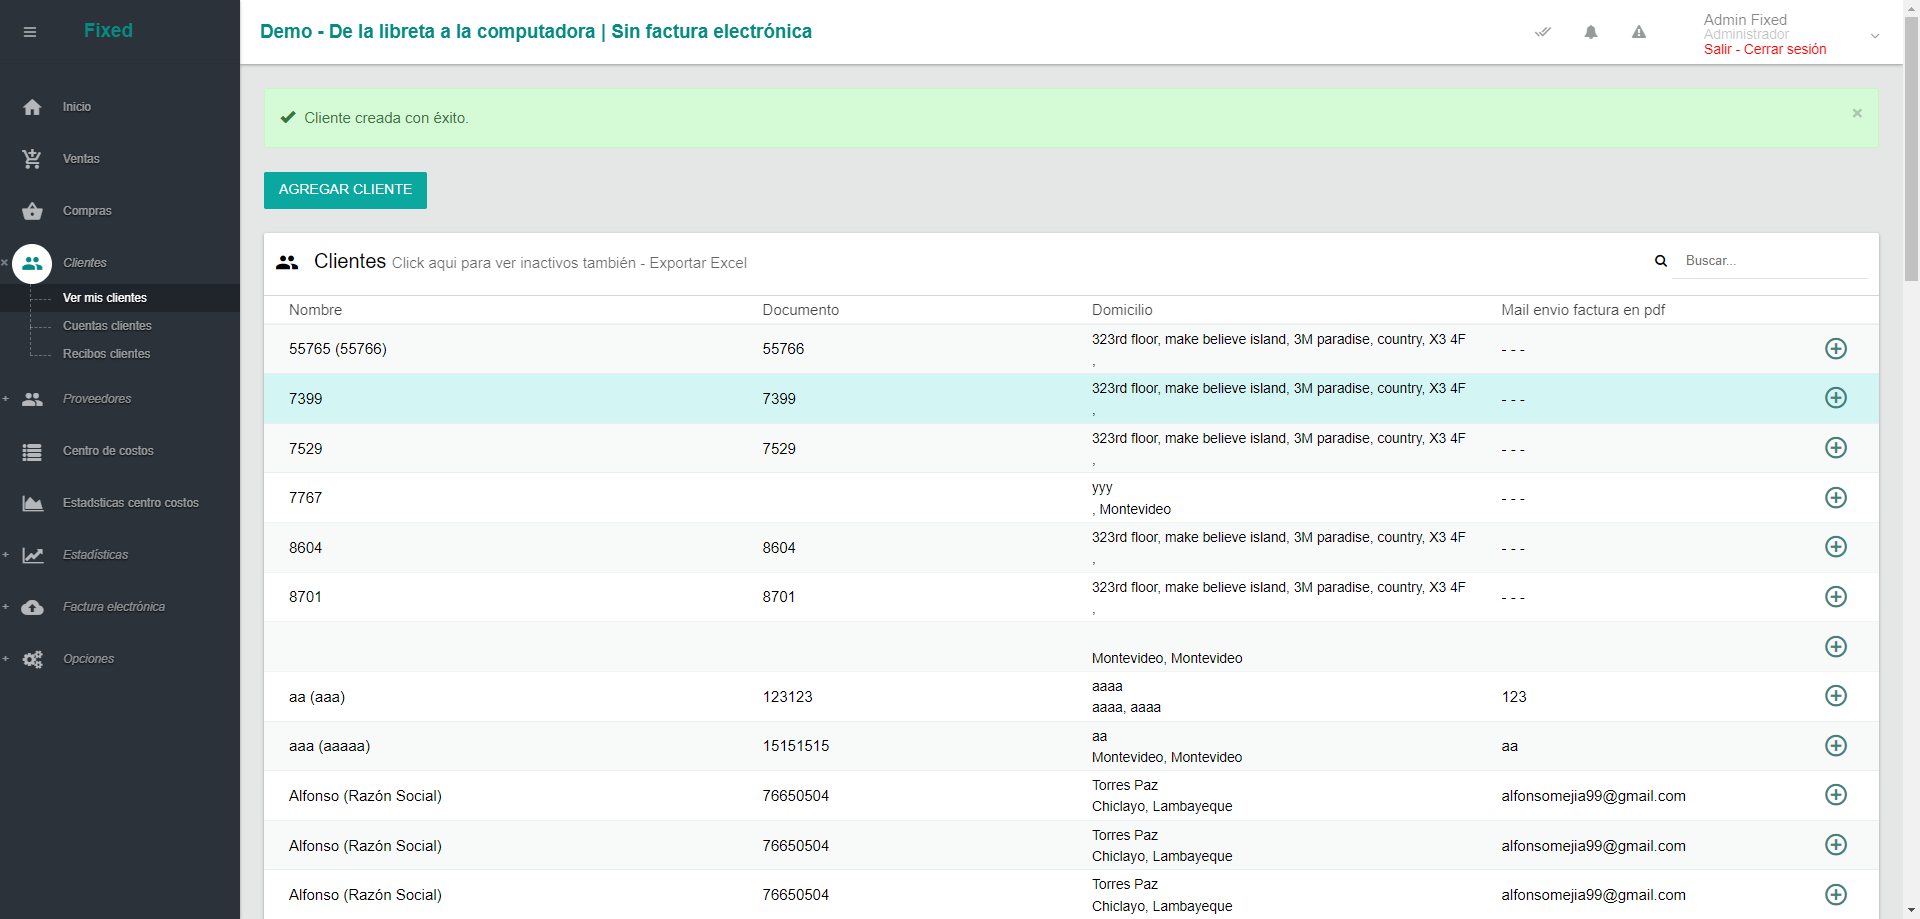 Fixed
Demo - De la libreta a la computadora | Sin factura electrónica
Admin Fixed
Administrador
Salir - Cerrar sesión
Inicio
Ventas
Compras
Clientes
Ver mis clientes
Cuentas clientes
Recibos clientes
Proveedores
Centro de costos
Estadsticas centro costos
Estadísticas
Factura electrónica
Opciones
Cliente creada con éxito.
×
AGREGAR CLIENTE
Clientes Click aqui para ver inactivos también - Exportar Excel
Buscar...
Nombre Documento Domicilio Mail envio factura en pdf
55765 (55766) 55766 323rd floor, make believe island, 3M paradise, country, X3 4F - - -
,
7399 7399 323rd floor, make believe island, 3M paradise, country, X3 4F - - -
,
7529 7529 323rd floor, make believe island, 3M paradise, country, X3 4F - - -
,
7767 yyy - - -
, Montevideo
8604 8604 323rd floor, make believe island, 3M paradise, country, X3 4F - - -
,
8701 8701 323rd floor, make believe island, 3M paradise, country, X3 4F - - -
,
Montevideo, Montevideo
aa (aaa) 123123 aaaa 123
aaaa, aaaa
aaa (aaaaa) 15151515 aa aa
Montevideo, Montevideo
Alfonso (Razón Social) 76650504 Torres Paz alfonsomejia99@gmail.com
Chiclayo, Lambayeque
Alfonso (Razón Social) 76650504 Torres Paz alfonsomejia99@gmail.com
Chiclayo, Lambayeque
Alfonso (Razón Social) 76650504 Torres Paz alfonsomejia99@gmail.com
Chiclayo, Lambayeque